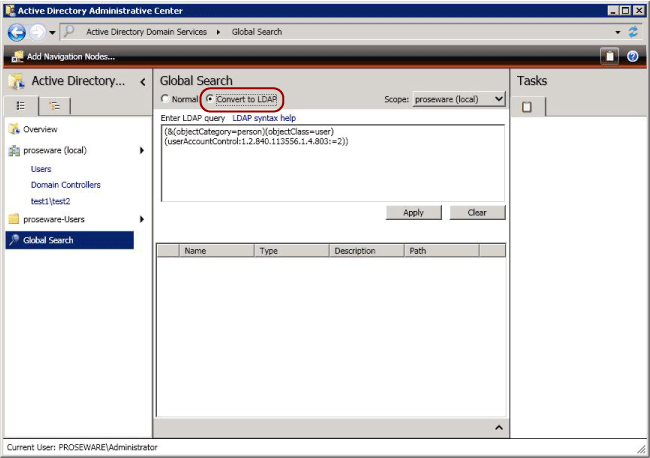 Active Directory Administrative Center
Active Directory Domain Services Global Search
Add Navigation Nodes...
Active Directory...
Overview
proseware (local)
Users
Domain Controllers
test1\test2
proseware-Users
Global Search
Global Search
Normal Convert to LDAP Scope: proseware (local)
Enter LDAP query LDAP syntax help
(&(objectCategory=person)(objectClass=user)
(userAccountControl:1.2.840.113556.1.4.803:=2))
Apply Clear
Name Type Description Path
Tasks
Current User: PROSEWARE\Administrator